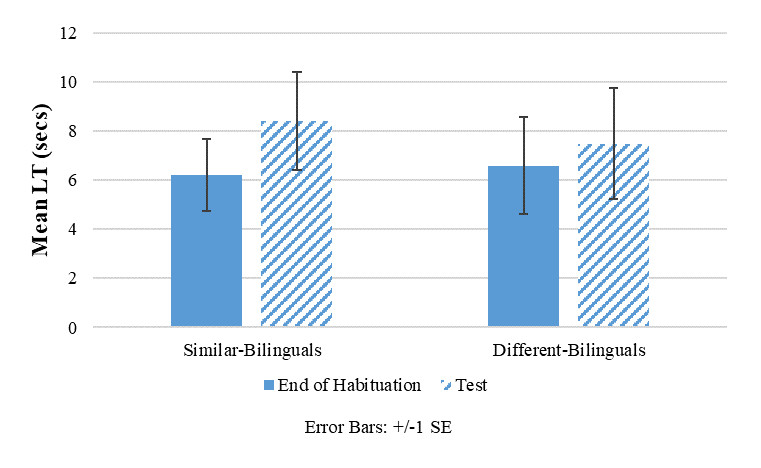 12
10
8
6
4
2
0
Mean LT (secs)
Similar-Bilinguals Different-Bilinguals
End of Habituation Test
Error Bars: +/-1 SE